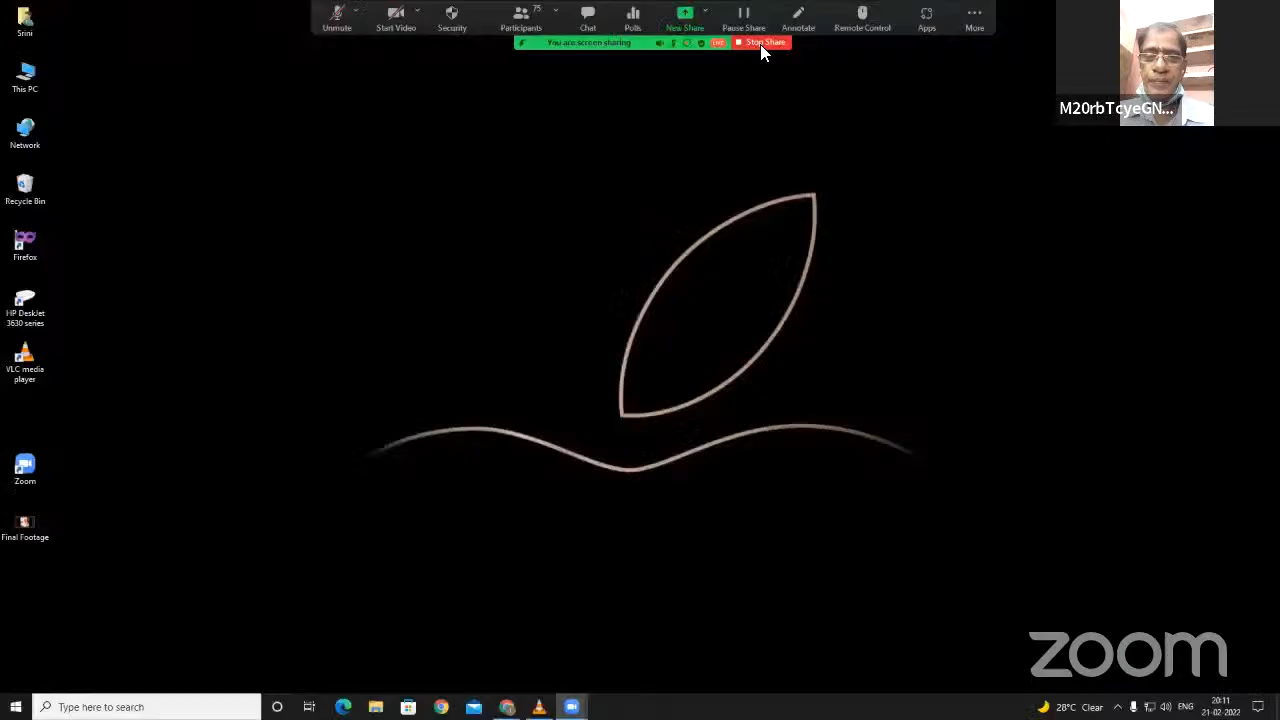 75
Unmute
Start Video
Security
Participants
Chat
Polls
New Share
Pause Share
Annotate
Remote Control
Apps
More
You are screen sharing
LIVE
Stop Share
M20rbTcyeGN...
Srini
This PC
Network
Recycle Bin
Firefox
HP DeskJet
3630 series
VLC media
player
Zoom
Final Footage
zoom
Type here to search
28°C Clear
ENG
20:11
21-02-2022